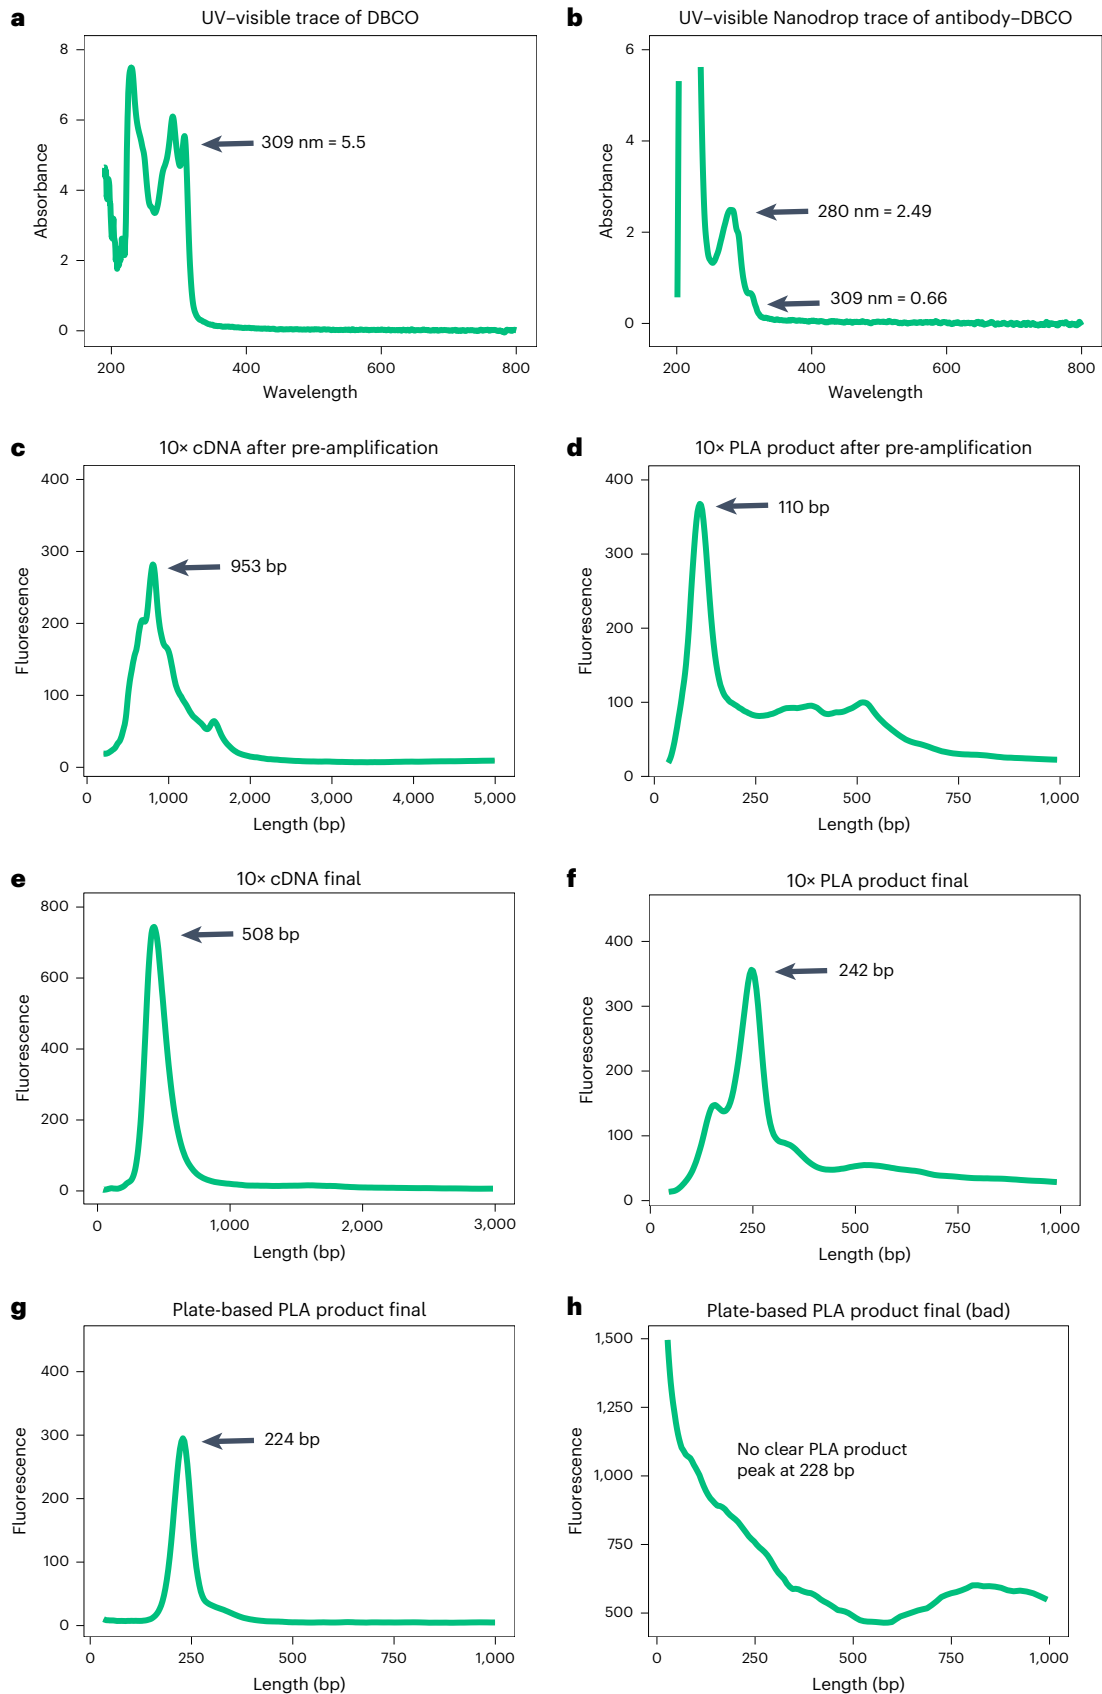 a
UV–visible trace of DBCO
8
6
4
2
0
Absorbance
309 nm = 5.5
200
400
600
800
Wavelength
b
UV–visible Nanodrop trace of antibody–DBCO
6
4
2
0
Absorbance
280 nm = 2.49
309 nm = 0.66
200
400
600
800
Wavelength
c
10× cDNA after pre-amplification
400
300
200
100
0
Fluorescence
953 bp
0
1,000
2,000
3,000
4,000
5,000
Length (bp)
d
10× PLA product after pre-amplification
400
300
200
100
0
Fluorescence
110 bp
0
250
500
750
1,000
Length (bp)
e
10× cDNA final
800
600
400
200
0
Fluorescence
508 bp
0
1,000
2,000
3,000
Length (bp)
f
10× PLA product final
400
300
200
100
0
Fluorescence
242 bp
0
250
500
750
1,000
Length (bp)
g
Plate-based PLA product final
400
300
200
100
0
Fluorescence
224 bp
0
250
500
750
1,000
Length (bp)
h
Plate-based PLA product final (bad)
1,500
1,250
1,000
750
500
Fluorescence
No clear PLA product
peak at 228 bp
0
250
500
750
1,000
Length (bp)